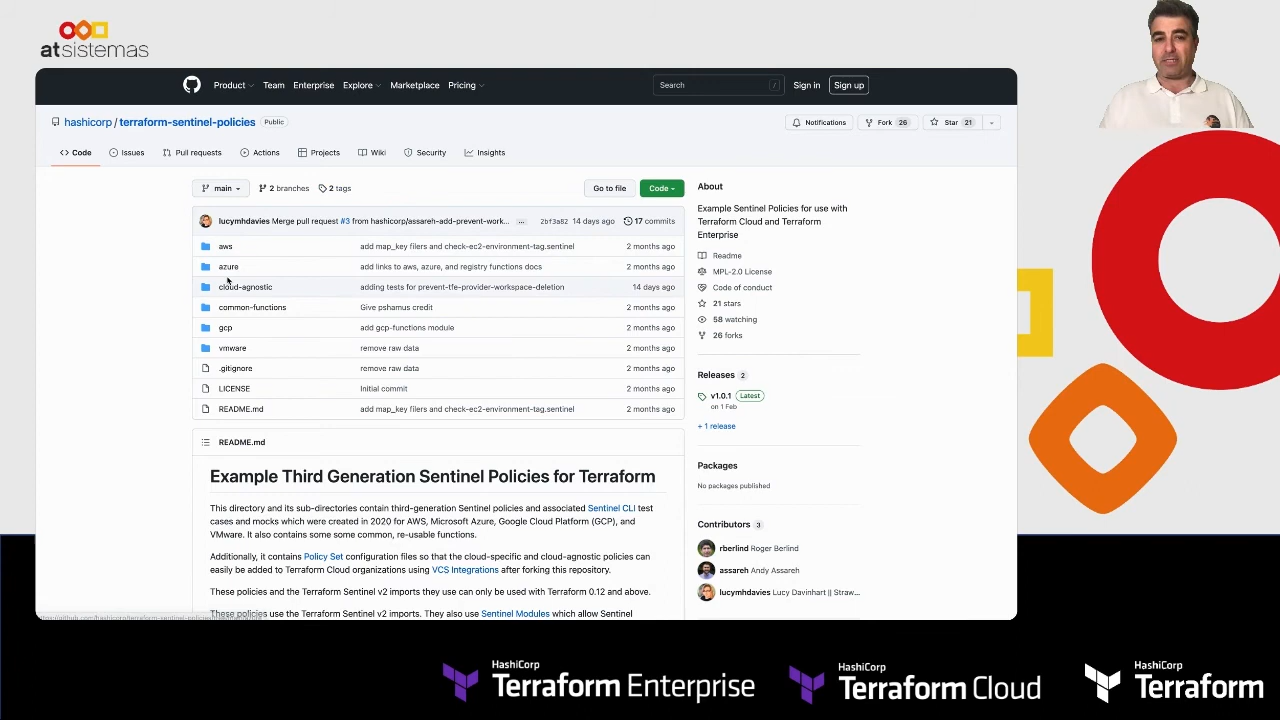 atsistemas
Product Team Enterprise Explore Marketplace Pricing Search / Sign in Sign up
hashicorp / terraform-sentinel-policies Public Notifications Fork 26 Star 21
Code Issues Pull requests Actions Projects Wiki Security Insights
main 2 branches 2 tags Go to file Code
lucymhdavies Merge pull request #3 from hashicorp/assareh-add-prevent-work... ... 2bf3a82 14 days ago 17 commits
aws add map_key filers and check-ec2-environment-tag.sentinel 2 months ago
azure add links to aws, azure, and registry functions docs 2 months ago
cloud-agnostic adding tests for prevent-tfe-provider-workspace-deletion 14 days ago
common-functions Give pshamus credit 2 months ago
gcp add gcp-functions module 2 months ago
vmware remove raw data 2 months ago
.gitignore remove raw data 2 months ago
LICENSE Initial commit 2 months ago
README.md add map_key filers and check-ec2-environment-tag.sentinel 2 months ago
README.md
Example Third Generation Sentinel Policies for Terraform
This directory and its sub-directories contain third-generation Sentinel policies and associated Sentinel CLI test
cases and mocks which were created in 2020 for AWS, Microsoft Azure, Google Cloud Platform (GCP), and
VMware. It also contains some some common, re-usable functions.
Additionally, it contains Policy Set configuration files so that the cloud-specific and cloud-agnostic policies can
easily be added to Terraform Cloud organizations using VCS Integrations after forking this repository.
These policies and the Terraform Sentinel v2 imports they use can only be used with Terraform 0.12 and above.
These policies use the Terraform Sentinel v2 imports. They also use Sentinel Modules which allow Sentinel
About
Example Sentinel Policies for use with
Terraform Cloud and Terraform
Enterprise
Readme
MPL-2.0 License
Code of conduct
21 stars
58 watching
26 forks
Releases 2
v1.0.1 Latest
on 1 Feb
+ 1 release
Packages
No packages published
Contributors 3
rberlind Roger Berlind
assareh Andy Assareh
lucymhdavies Lucy Davinhart || Straw...
HashiCorp
Terraform Enterprise
HashiCorp
Terraform Cloud
HashiCorp
Terraform